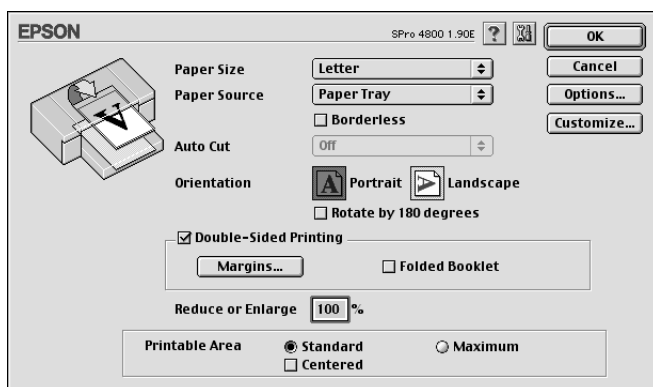 EPSON SPro 4800 1.90E ? OK
Paper Size Letter Cancel
Paper Source Paper Tray Options...
Borderless Customize...
Auto Cut Off
Orientation A Portrait A Landscape
Rotate by 180 degrees
Double-Sided Printing
Margins... Folded Booklet
Reduce or Enlarge 100 %
Printable Area Standard Maximum
Centered